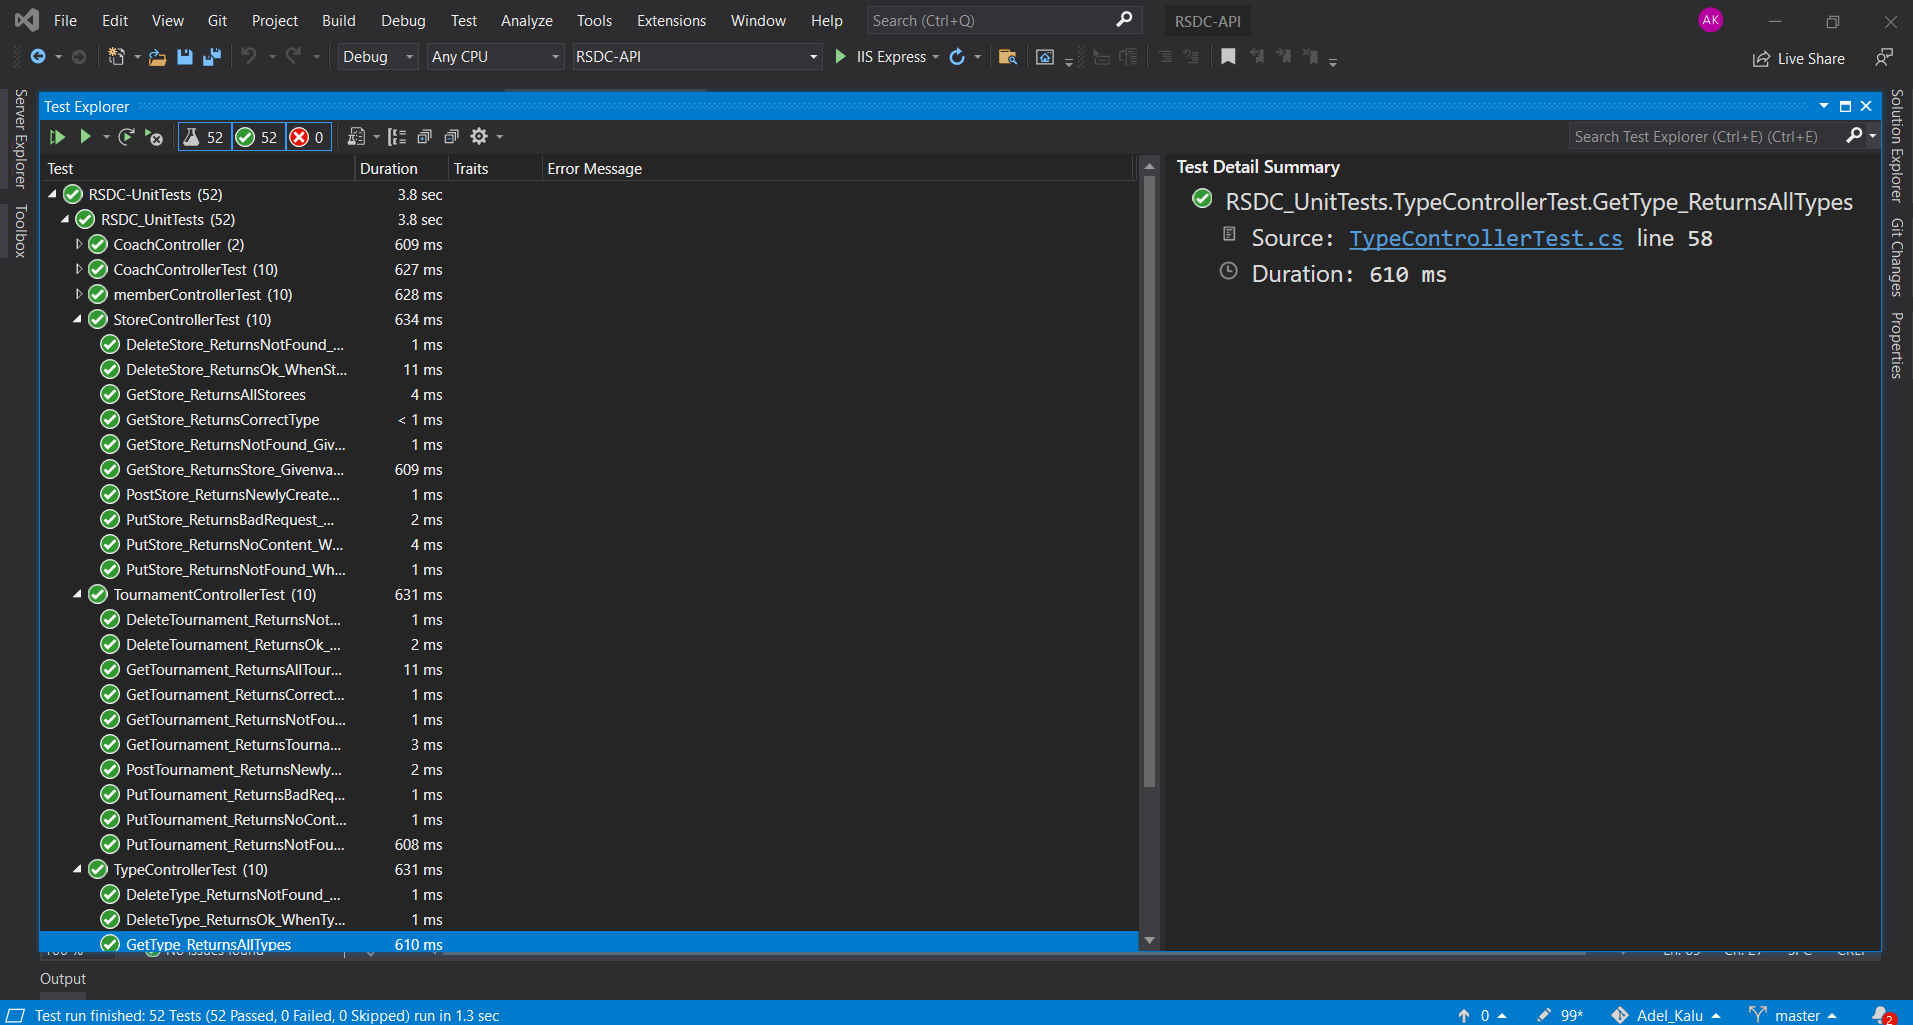 File Edit View Git Project Build Debug Test Analyze Tools Extensions Window Help Search (Ctrl+Q) RSDC-API AK
Debug Any CPU RSDC-API IIS Express Live Share
Server Explorer
Toolbox
Test Explorer
52 52 0 Search Test Explorer (Ctrl+E) (Ctrl+E)
Test Duration Traits Error Message
RSDC-UnitTests (52) 3.8 sec
RSDC_UnitTests (52) 3.8 sec
CoachController (2) 609 ms
CoachControllerTest (10) 627 ms
memberControllerTest (10) 628 ms
StoreControllerTest (10) 634 ms
DeleteStore_ReturnsNotFound_... 1 ms
DeleteStore_ReturnsOk_WhenSt... 11 ms
GetStore_ReturnsAllStorees 4 ms
GetStore_ReturnsCorrectType < 1 ms
GetStore_ReturnsNotFound_Giv... 1 ms
GetStore_ReturnsStore_Givenva... 609 ms
PostStore_ReturnsNewlyCreate... 1 ms
PutStore_ReturnsBadRequest_... 2 ms
PutStore_ReturnsNoContent_W... 4 ms
PutStore_ReturnsNotFound_Wh... 1 ms
TournamentControllerTest (10) 631 ms
DeleteTournament_ReturnsNot... 1 ms
DeleteTournament_ReturnsOk_... 2 ms
GetTournament_ReturnsAllTour... 11 ms
GetTournament_ReturnsCorrect... 1 ms
GetTournament_ReturnsNotFou... 1 ms
GetTournament_ReturnsTourna... 3 ms
PostTournament_ReturnsNewly... 2 ms
PutTournament_ReturnsBadReq... 1 ms
PutTournament_ReturnsNoCont... 1 ms
PutTournament_ReturnsNotFou... 608 ms
TypeControllerTest (10) 631 ms
DeleteType_ReturnsNotFound_... 1 ms
DeleteType_ReturnsOk_WhenTy... 1 ms
GetType_ReturnsAllTypes 610 ms
Test Detail Summary
RSDC_UnitTests.TypeControllerTest.GetType_ReturnsAllTypes
Source: TypeControllerTest.cs line 58
Duration: 610 ms
Solution Explorer
Git Changes
Properties
No issues found
Output
Test run finished: 52 Tests (52 Passed, 0 Failed, 0 Skipped) run in 1.3 sec 0 99* Adel_Kalu master 2